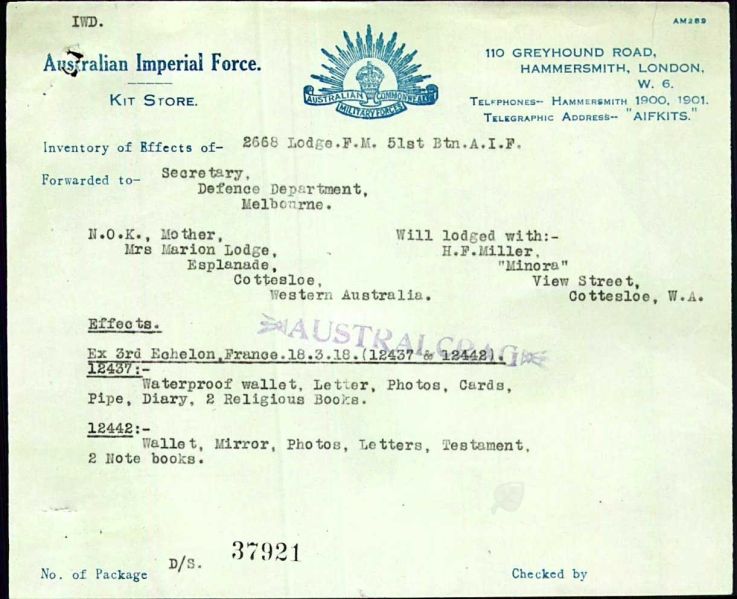 IWD.
AM289
Australian Imperial Force.
KIT STORE.
AUSTRALIAN COMMONWEALTH
MILITARY FORCES
110 GREYHOUND ROAD,
HAMMERSMITH, LONDON,
W. 6.
TELEPHONES-- HAMMERSMITH 1900, 1901.
TELEGRAPHIC ADDRESS-- "AIFKITS."
Inventory of Effects of- 2668 Lodge.F.M. 51st Btn.A.I.F.
Forwarded to- Secretary,
Defence Department,
Melbourne.
N.O.K., Mother,
Mrs Marion Lodge,
Esplanade,
Cottesloe,
Western Australia.
Will lodged with:-
H.F.Miller,
"Minora"
View Street,
Cottesloe, W.A.
Effects.
AUSTRALCRAG
Ex 3rd Echelon, France.18.3.18.(12437 & 12442).
12437:-
Waterproof wallet, Letter, Photos, Cards,
Pipe, Diary, 2 Religious Books.
12442:-
Wallet, Mirror, Photos, Letters, Testament,
2 Note books.
No. of Package D/S. 37921
Checked by